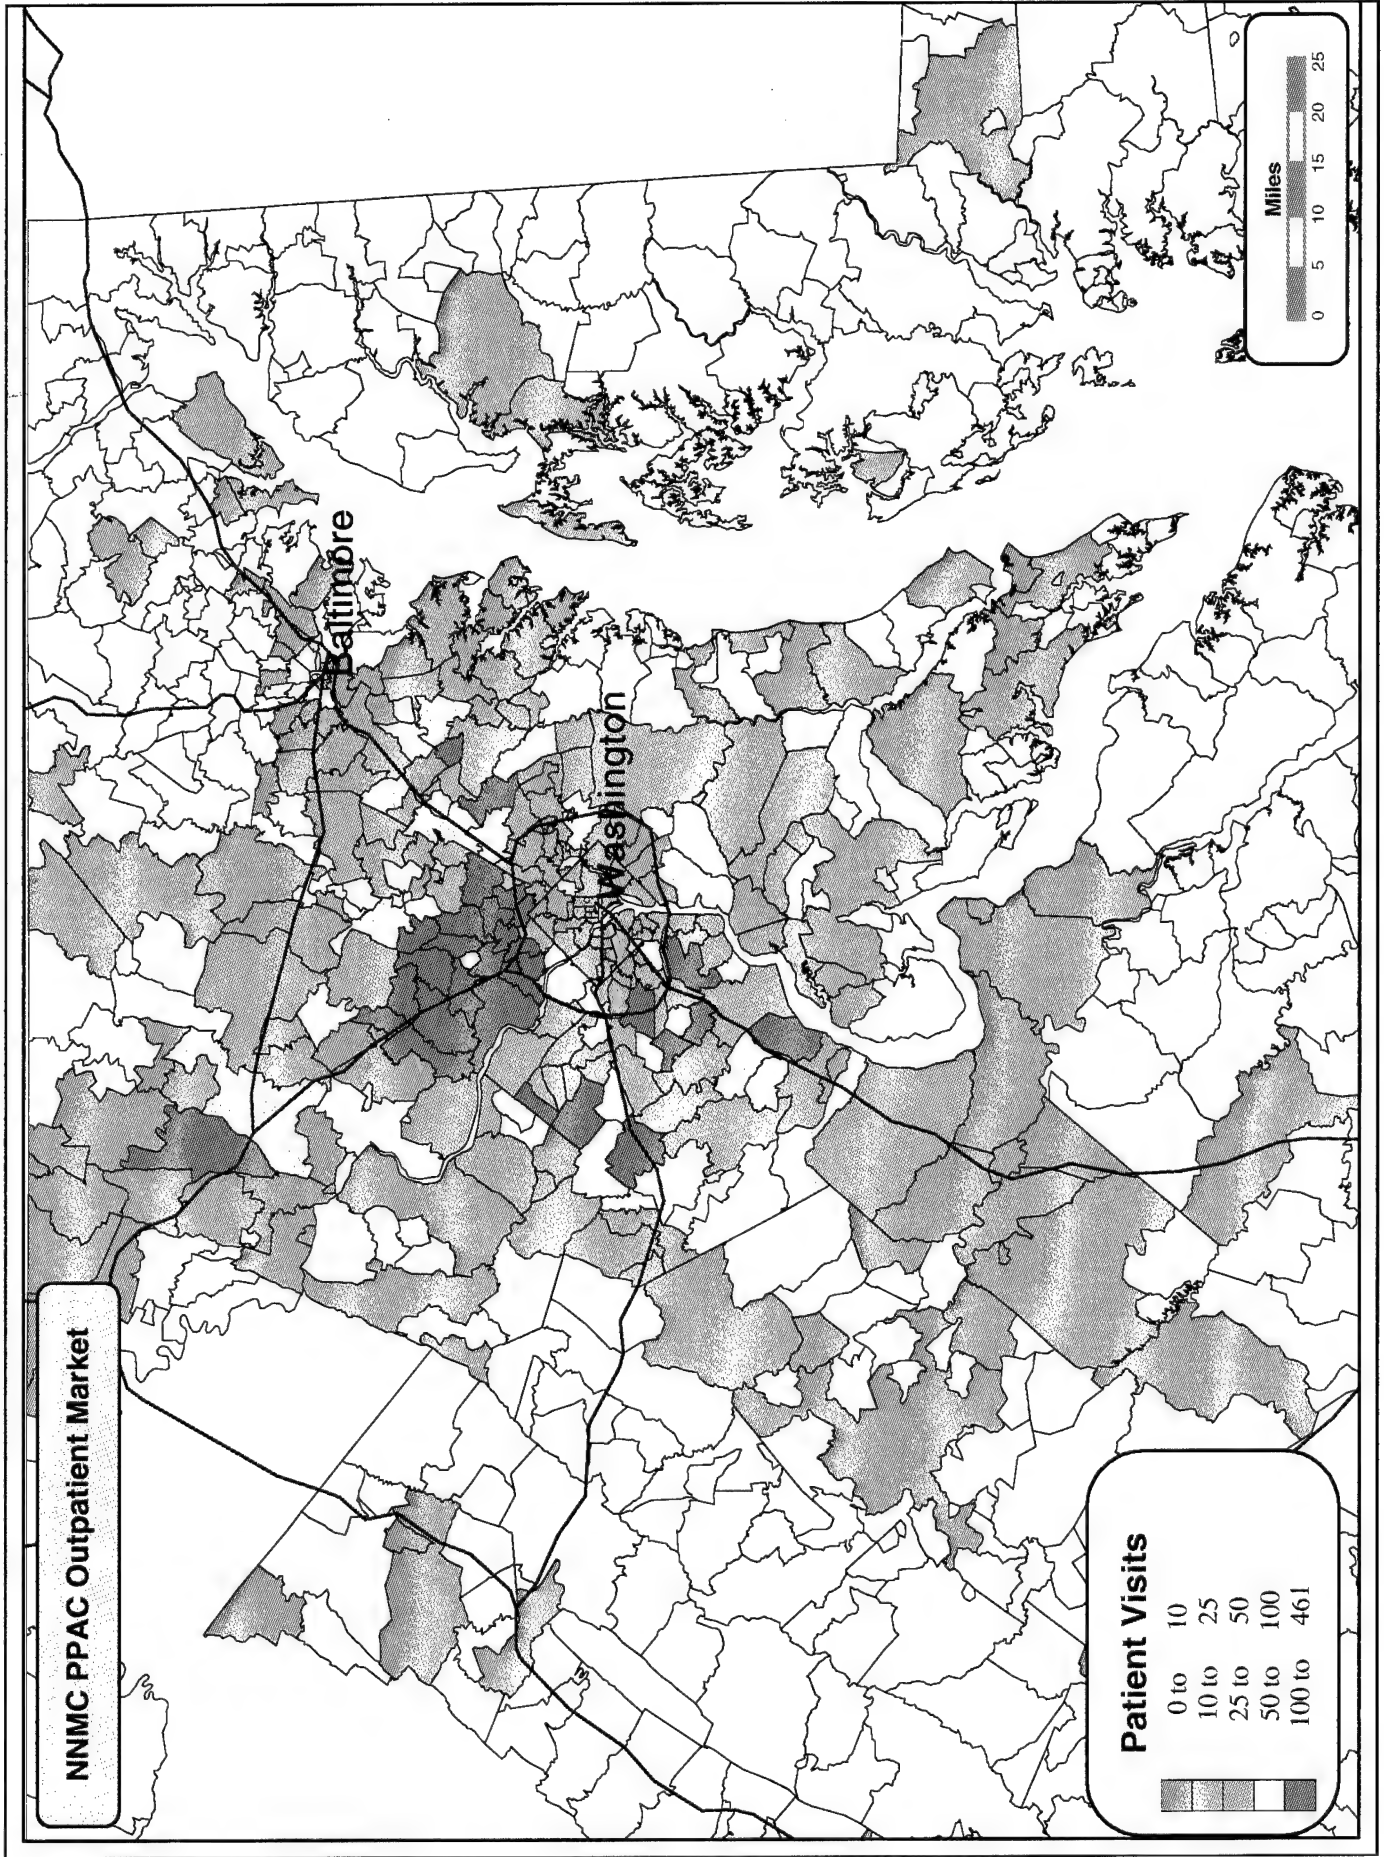 NNMC PPAC Outpatient Market
Baltimore
Washington
Patient Visits
0 to 10
10 to 25
25 to 50
50 to 100
100 to 461
Miles
0 5 10 15 20 25